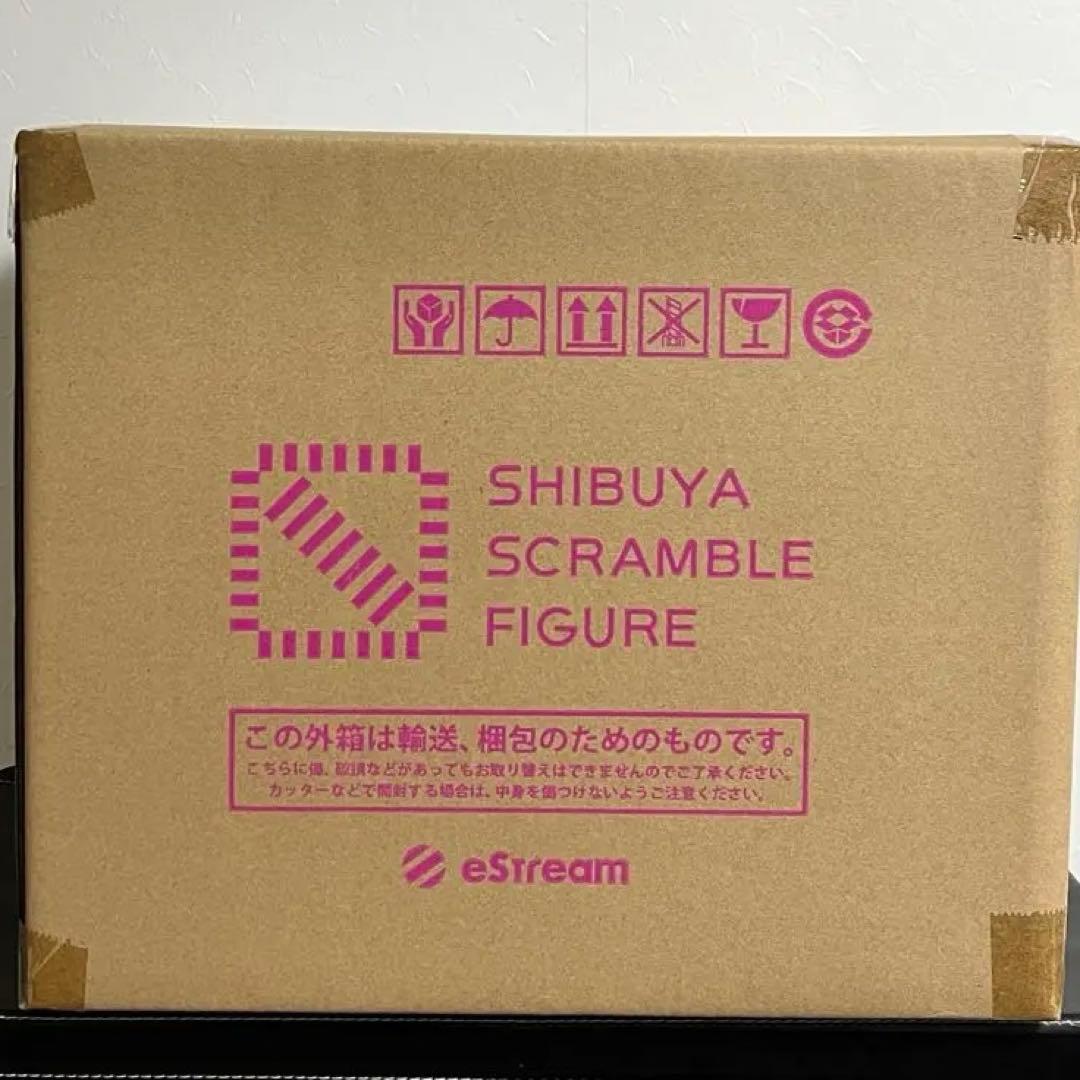 SHIBUYA
SCRAMBLE
FIGURE
この外箱は輸送、梱包のためのものです。
こちらに傷、破損などがあってもお取り替えはできませんのでご了承ください。
カッターなどで開封する場合は、中身を傷つけないようご注意ください。
eStream